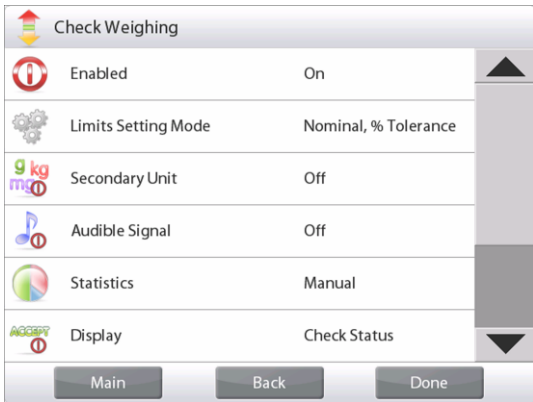 Check Weighing
Enabled On
Limits Setting Mode Nominal, % Tolerance
g kg
mg
Secondary Unit Off
Audible Signal Off
Statistics Manual
ACCEPT
Display Check Status
Main Back Done